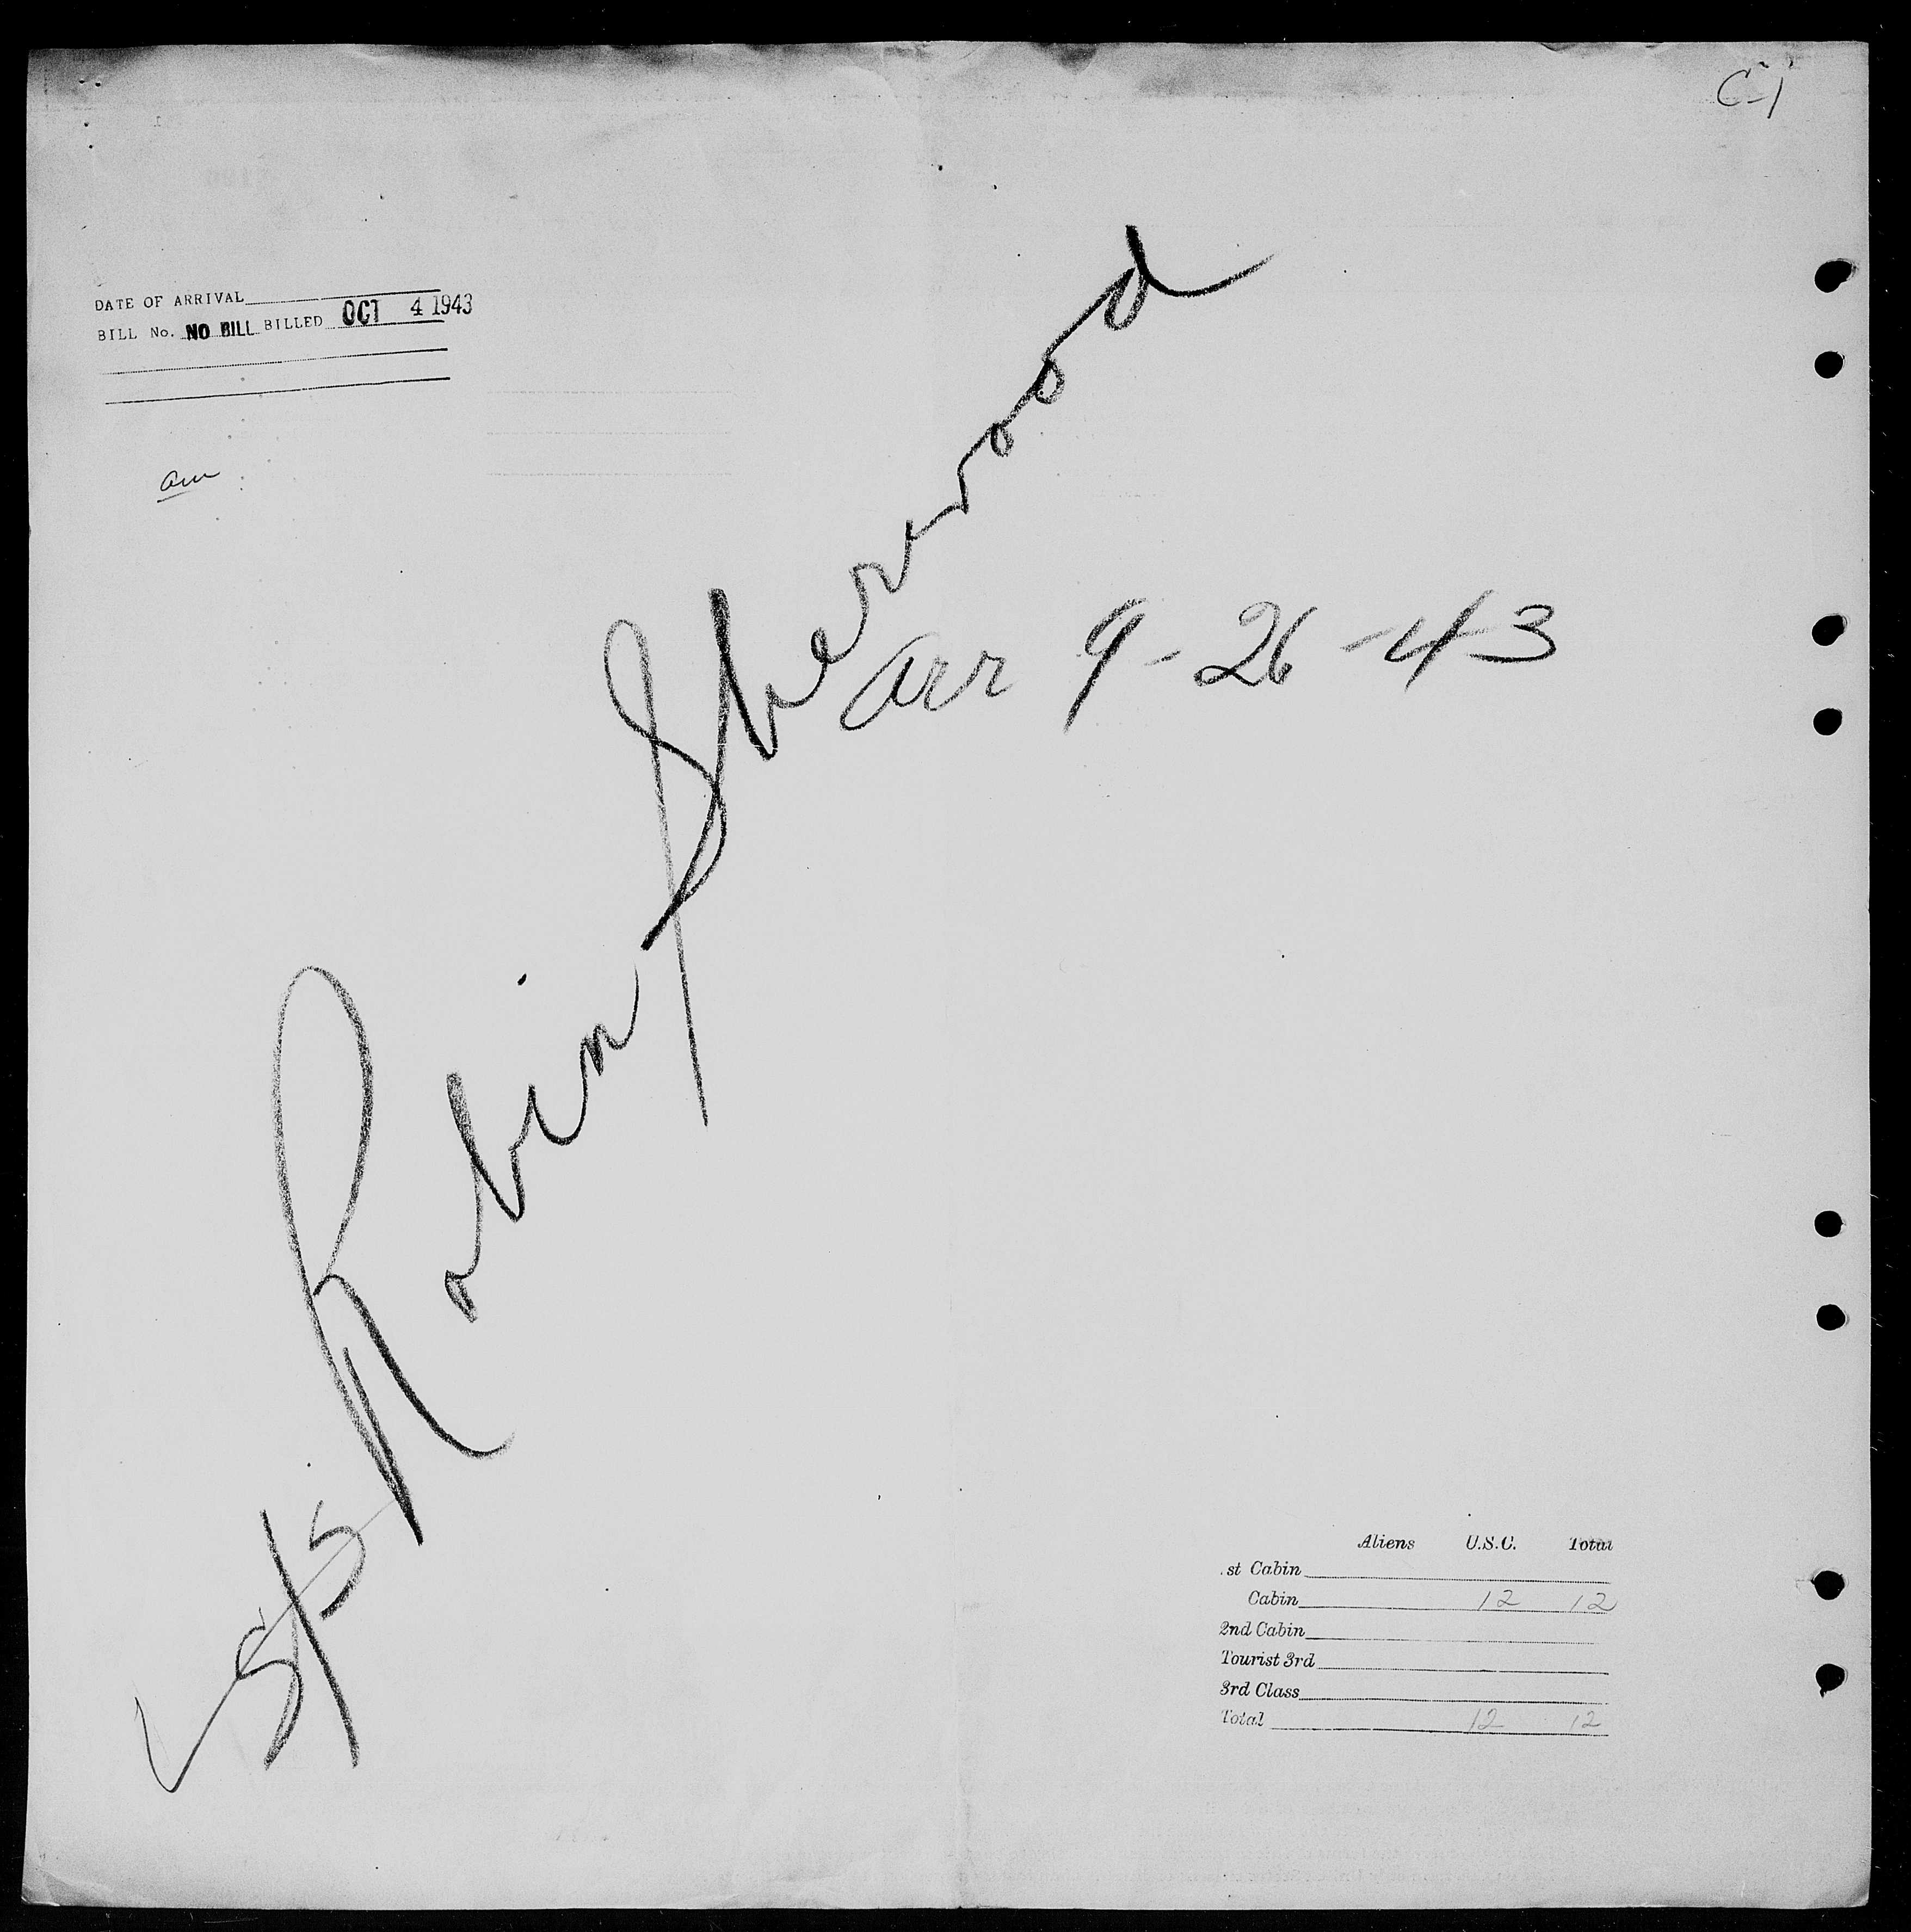 C-1
DATE OF ARRIVAL
BILL No. NO BILL BILLED OCT 4 1943
S/S Robin Sherwood
arr 9-26-43
Aliens U.S.C. Total
st Cabin
Cabin 12 12
2nd Cabin
Tourist 3rd
3rd Class
Total 12 12